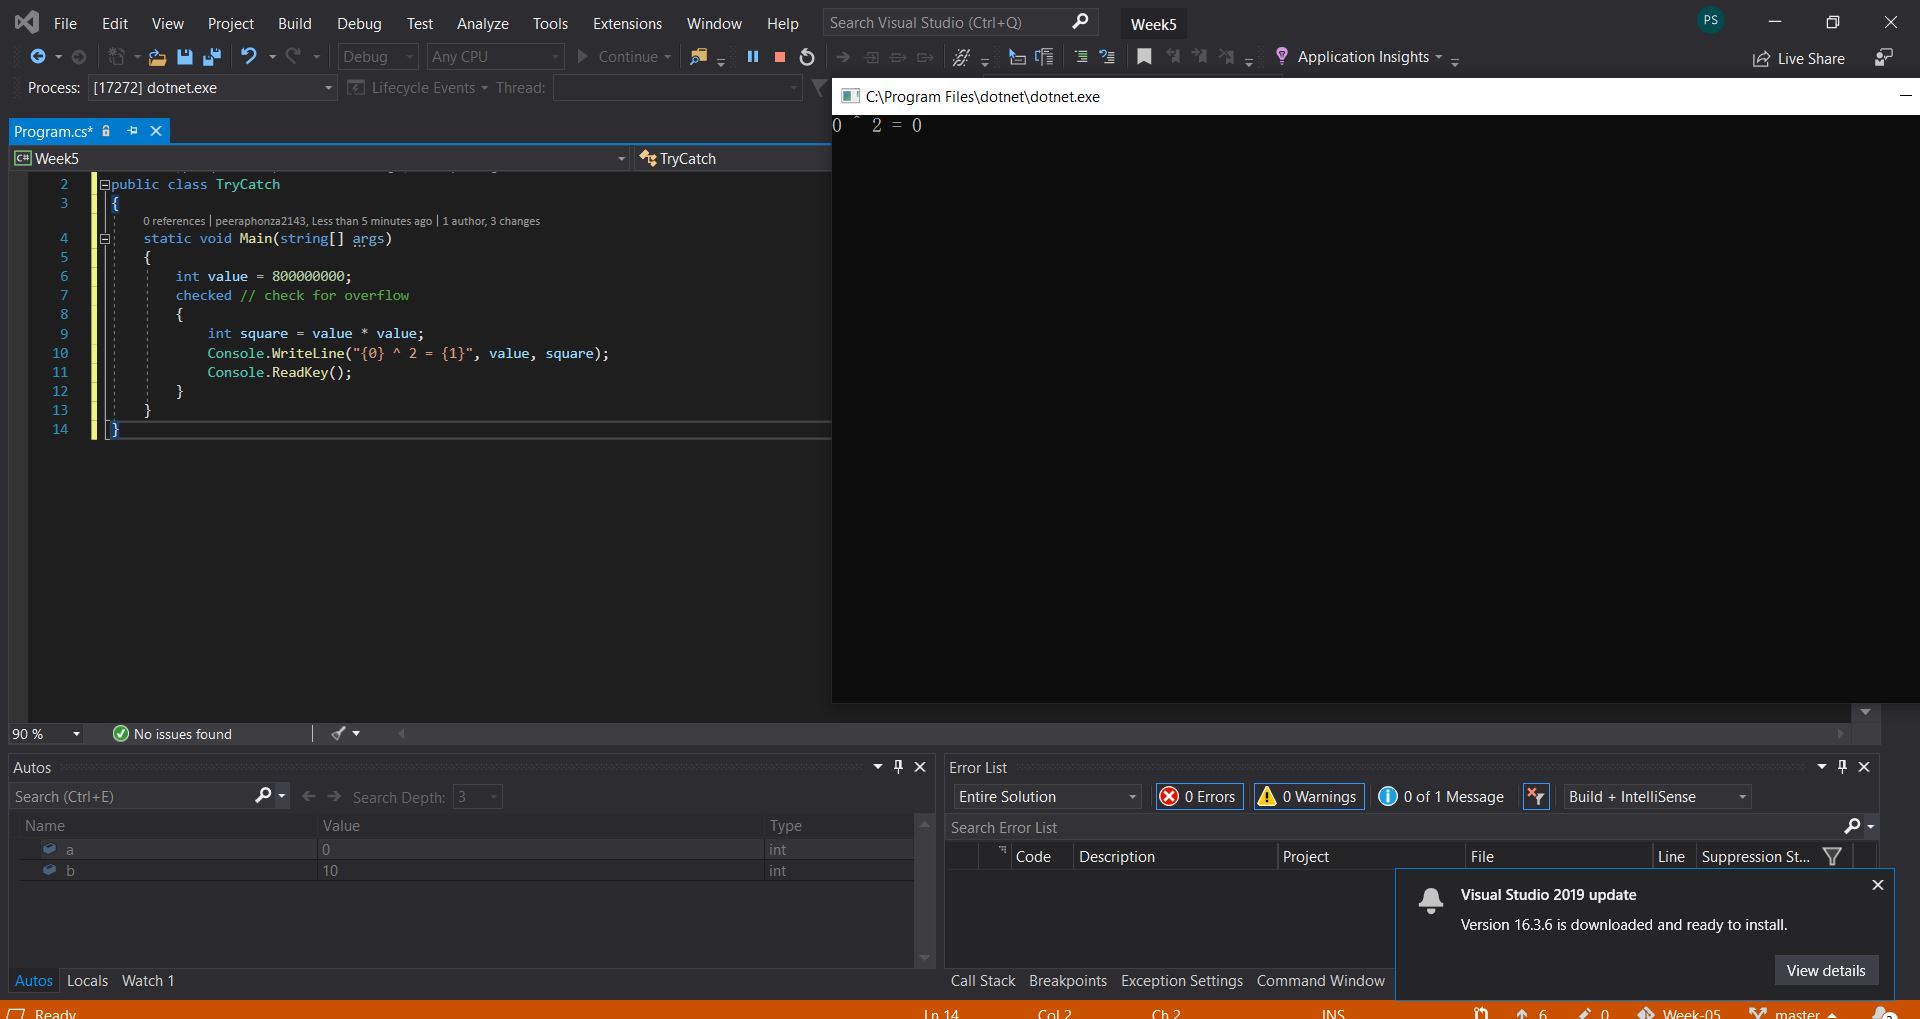 File Edit View Project Build Debug Test Analyze Tools Extensions Window Help Search Visual Studio (Ctrl+Q) Week5 PS
Debug Any CPU Continue Application Insights Live Share
Process: [17272] dotnet.exe Lifecycle Events Thread:
C:\Program Files\dotnet\dotnet.exe
0 ^ 2 = 0
Program.cs*
C# Week5 TryCatch
2 public class TryCatch
3 {
0 references | peeraphonza2143, Less than 5 minutes ago | 1 author, 3 changes
4 static void Main(string[] args)
5 {
6 int value = 800000000;
7 checked // check for overflow
8 {
9 int square = value * value;
10 Console.WriteLine("{0} ^ 2 = {1}", value, square);
11 Console.ReadKey();
12 }
13 }
14 }
90 % No issues found
Autos
Search (Ctrl+E) Search Depth: 3
Name Value Type
a 0 int
b 10 int
Autos Locals Watch 1
Error List
Entire Solution 0 Errors 0 Warnings 0 of 1 Message Build + IntelliSense
Search Error List
Code Description Project File Line Suppression St...
Visual Studio 2019 update
Version 16.3.6 is downloaded and ready to install.
View details
Call Stack Breakpoints Exception Settings Command Window
Ready Ln 14 Col 2 Ch 2 INS 6 0 Week-05 master